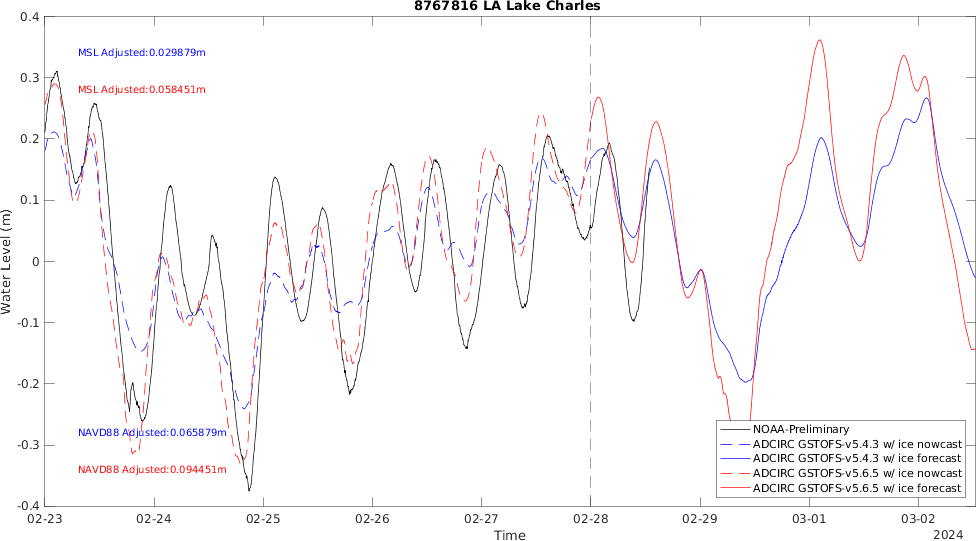 8767816 LA Lake Charles
0.4
0.3
0.2
0.1
0
-0.1
-0.2
-0.3
-0.4
Water Level (m)
MSL Adjusted:0.029879m
MSL Adjusted:0.058451m
NAVD88 Adjusted:0.065879m
NAVD88 Adjusted:0.094451m
NOAA-Preliminary
ADCIRC GSTOFS-v5.4.3 w/ ice nowcast
ADCIRC GSTOFS-v5.4.3 w/ ice forecast
ADCIRC GSTOFS-v5.6.5 w/ ice nowcast
ADCIRC GSTOFS-v5.6.5 w/ ice forecast
02-23 02-24 02-25 02-26 02-27 02-28 02-29 03-01 03-02
Time
2024